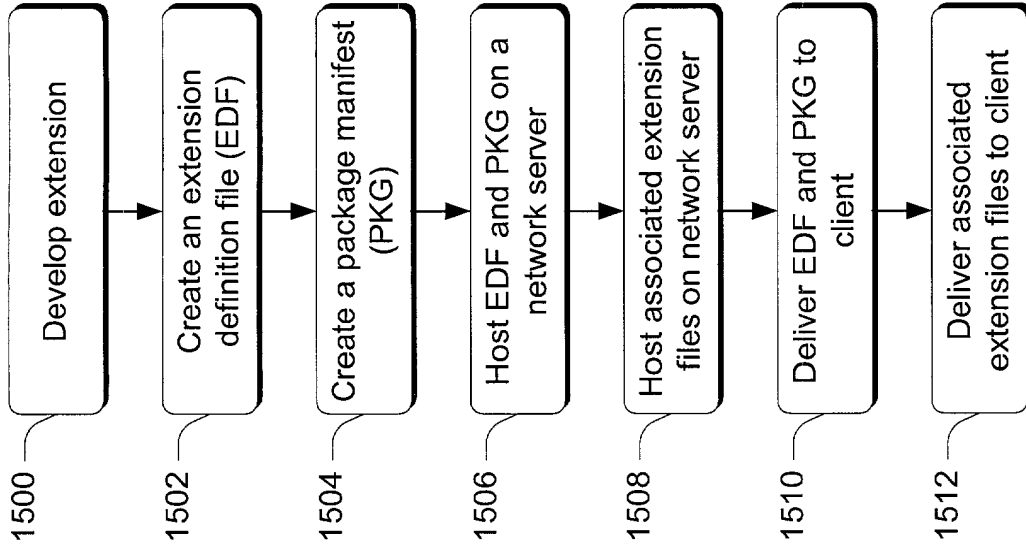 1500
Develop extension
1502
Create an extension
definition file (EDF)
1504
Create a package manifest
(PKG)
1506
Host EDF and PKG on a
network server
1508
Host associated extension
files on network server
1510
Deliver EDF and PKG to
client
1512
Deliver associated
extension files to client